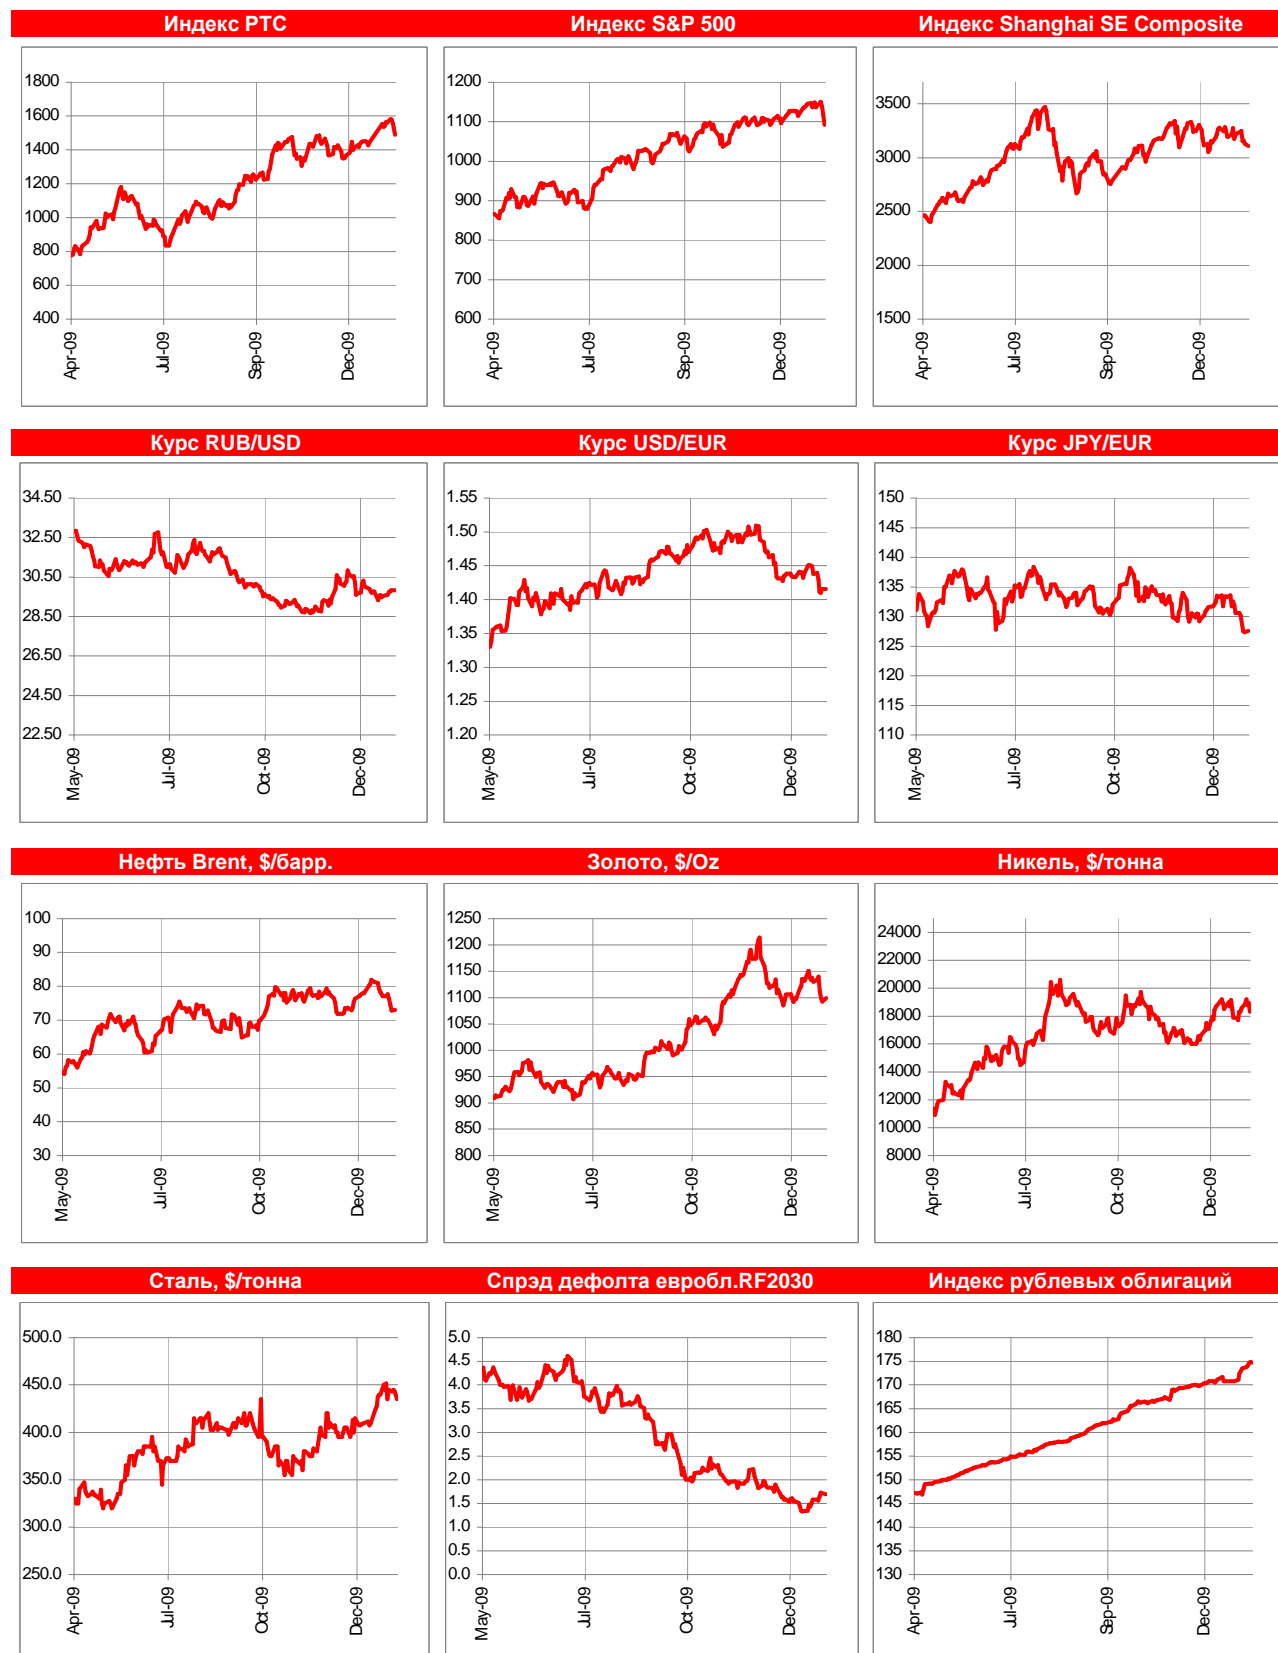 Индекс РТС
1800
1600
1400
1200
1000
800
600
400
Apr-09
Jul-09
Sep-09
Dec-09
Индекс S&P 500
1200
1100
1000
900
800
700
600
Apr-09
Jul-09
Sep-09
Dec-09
Индекс Shanghai SE Composite
3500
3000
2500
2000
1500
Apr-09
Jul-09
Sep-09
Dec-09
Курс RUB/USD
34.50
32.50
30.50
28.50
26.50
24.50
22.50
May-09
Jul-09
Oct-09
Dec-09
Курс USD/EUR
1.55
1.50
1.45
1.40
1.35
1.30
1.25
1.20
May-09
Jul-09
Oct-09
Dec-09
Курс JPY/EUR
150
145
140
135
130
125
120
115
110
May-09
Jul-09
Oct-09
Dec-09
Нефть Brent, $/барр.
100
90
80
70
60
50
40
30
May-09
Jul-09
Oct-09
Dec-09
Золото, $/Oz
1250
1200
1150
1100
1050
1000
950
900
850
800
May-09
Jul-09
Oct-09
Dec-09
Никель, $/тонна
24000
22000
20000
18000
16000
14000
12000
10000
8000
Apr-09
Jul-09
Oct-09
Dec-09
Сталь, $/тонна
500.0
450.0
400.0
350.0
300.0
250.0
Apr-09
Jul-09
Oct-09
Dec-09
Спрэд дефолта евробл.RF2030
5.0
4.5
4.0
3.5
3.0
2.5
2.0
1.5
1.0
0.5
0.0
May-09
Jul-09
Oct-09
Dec-09
Индекс рублевых облигаций
180
175
170
165
160
155
150
145
140
135
130
Apr-09
Jul-09
Sep-09
Dec-09